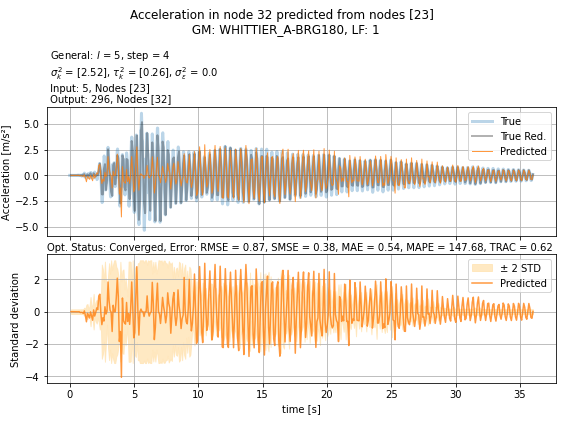 Acceleration in node 32 predicted from nodes [23]
GM: WHITTIER_A-BRG180, LF: 1
General: l = 5, step = 4
σ²ₖ = [2.52], τ²ₖ = [0.26], σ²ε = 0.0
Input: 5, Nodes [23]
Output: 296, Nodes [32]
Acceleration [m/s²]
5.0
2.5
0.0
−2.5
−5.0
True
True Red.
Predicted
Opt. Status: Converged, Error: RMSE = 0.87, SMSE = 0.38, MAE = 0.54, MAPE = 147.68, TRAC = 0.62
Standard deviation
2
0
−2
−4
± 2 STD
Predicted
0 5 10 15 20 25 30 35
time [s]